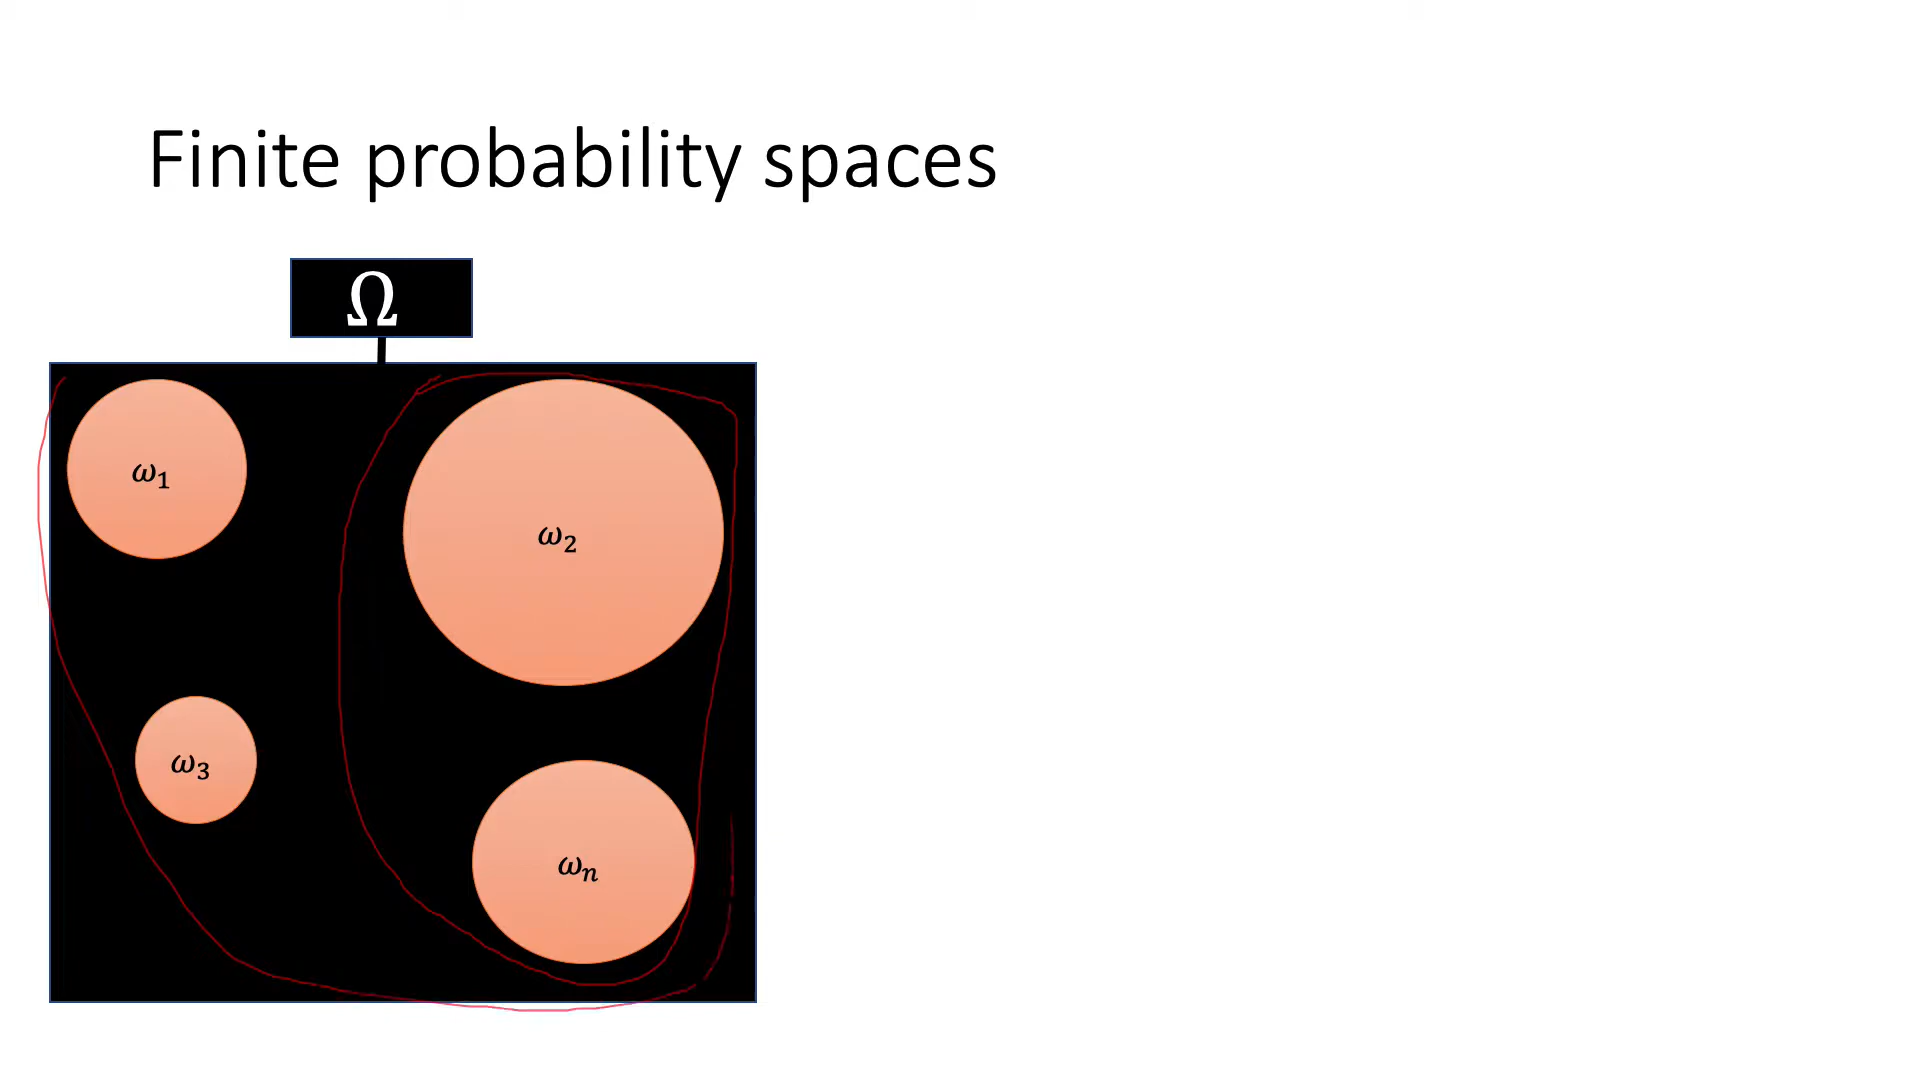 Finite probability spaces
Ω
ω₁
ω₂
ω₃
ωₙ